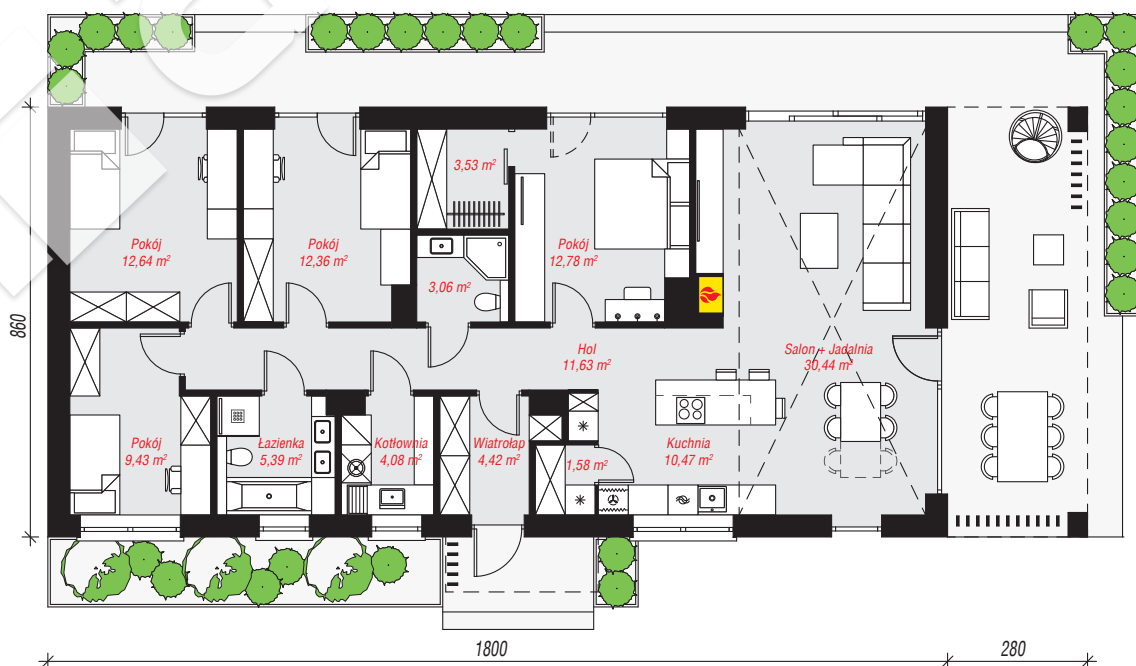 3,53 m²
Pokój
12,64 m²
Pokój
12,36 m²
Pokój
12,78 m²
3,06 m²
860
Hol
11,63 m²
Salon + Jadalnia
30,44 m²
Pokój
9,43 m²
Łazienka
5,39 m²
Kotłownia
4,08 m²
Wiatrołap
4,42 m²
1,58 m²
Kuchnia
10,47 m²
1800
280